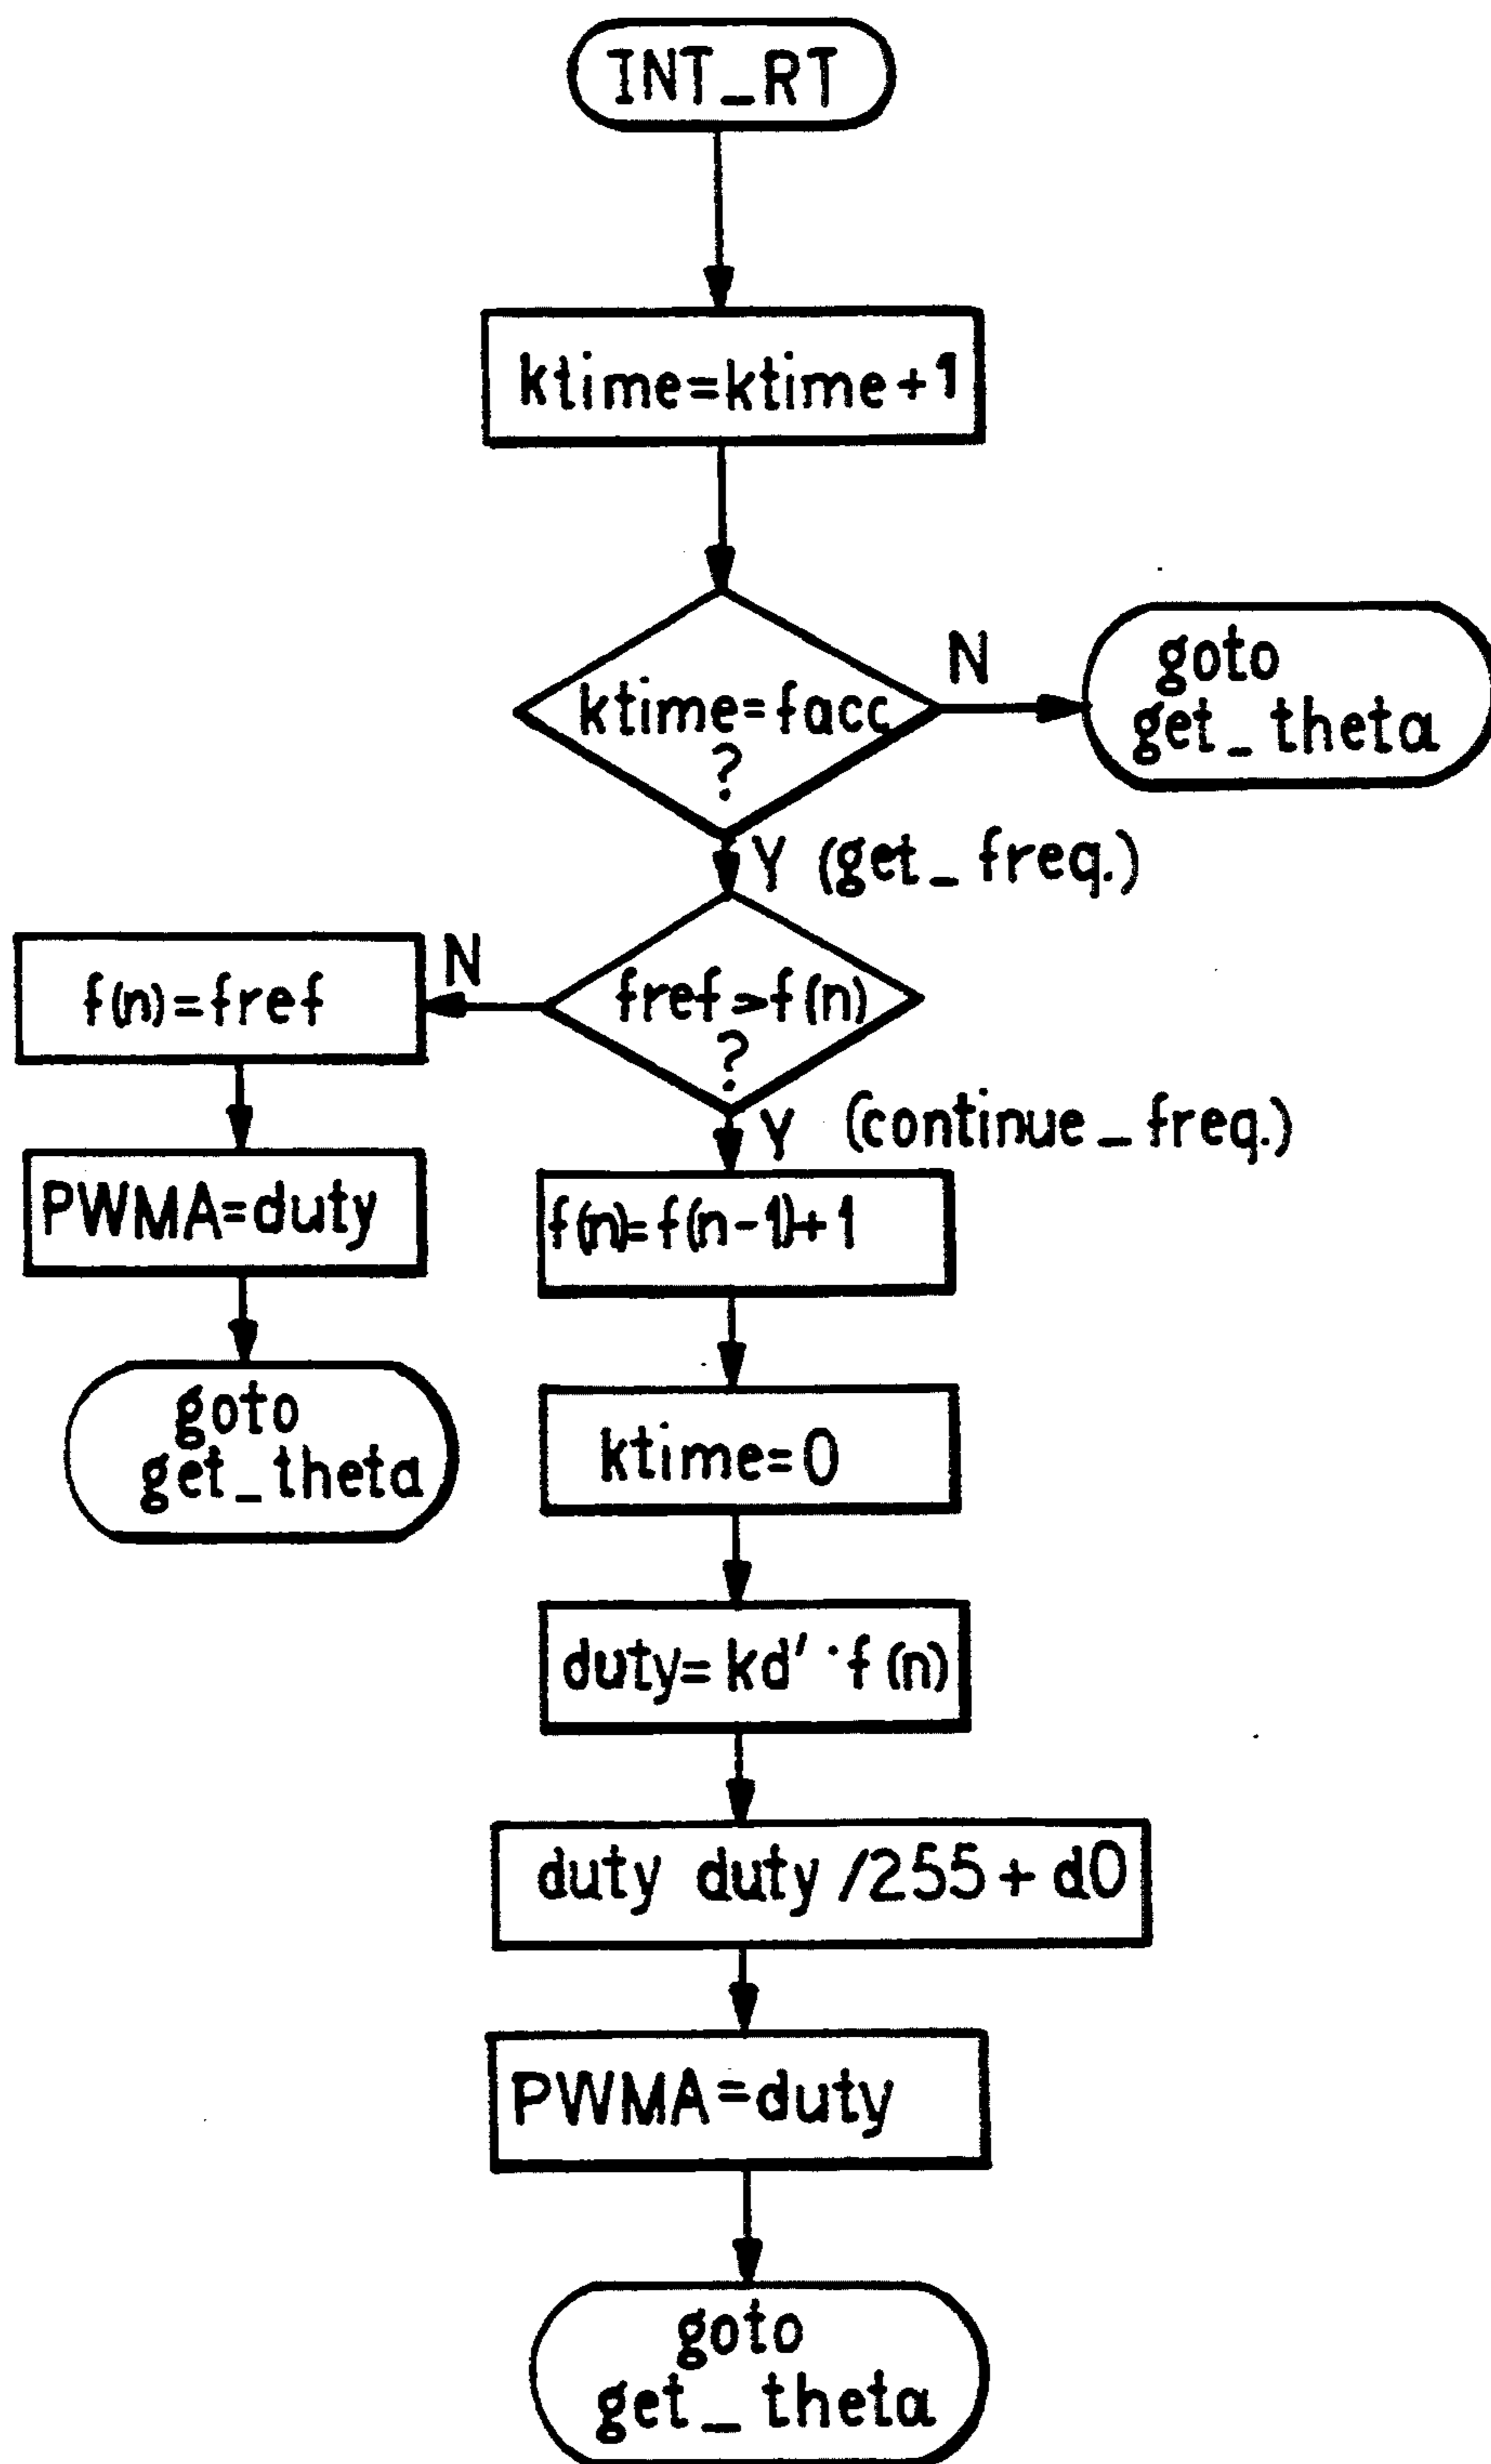 INT_RT
ktime=ktime+1
ktime=facc
?
N
goto
get_theta
Y (get_freq.)
fref>f(n)
?
N
f(n)=fref
PWMA=duty
goto
get_theta
Y (continue_freq.)
f(n)=f(n-1)+1
ktime=0
duty=kd'·f(n)
duty duty/255+d0
PWMA=duty
goto
get_theta